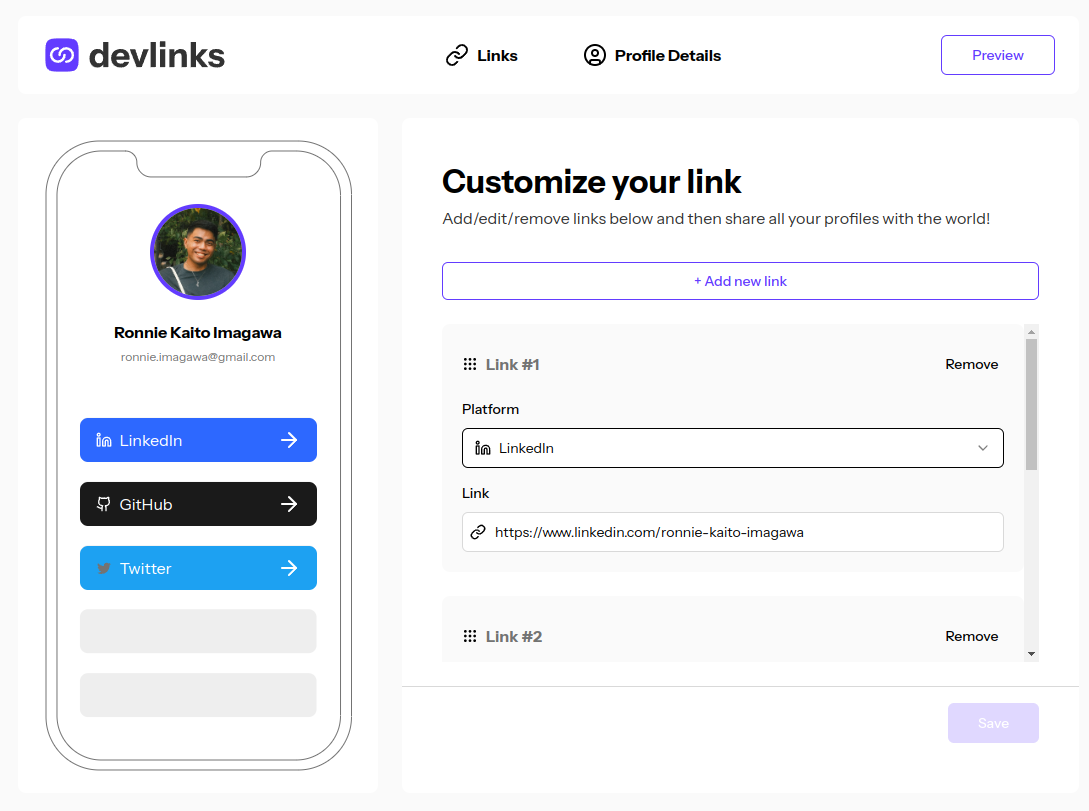 devlinks
Links
Profile Details
Preview
Ronnie Kaito Imagawa
ronnie.imagawa@gmail.com
LinkedIn
GitHub
Twitter
Customize your link
Add/edit/remove links below and then share all your profiles with the world!
+ Add new link
Link #1
Remove
Platform
LinkedIn
Link
https://www.linkedin.com/ronnie-kaito-imagawa
Link #2
Remove
Save